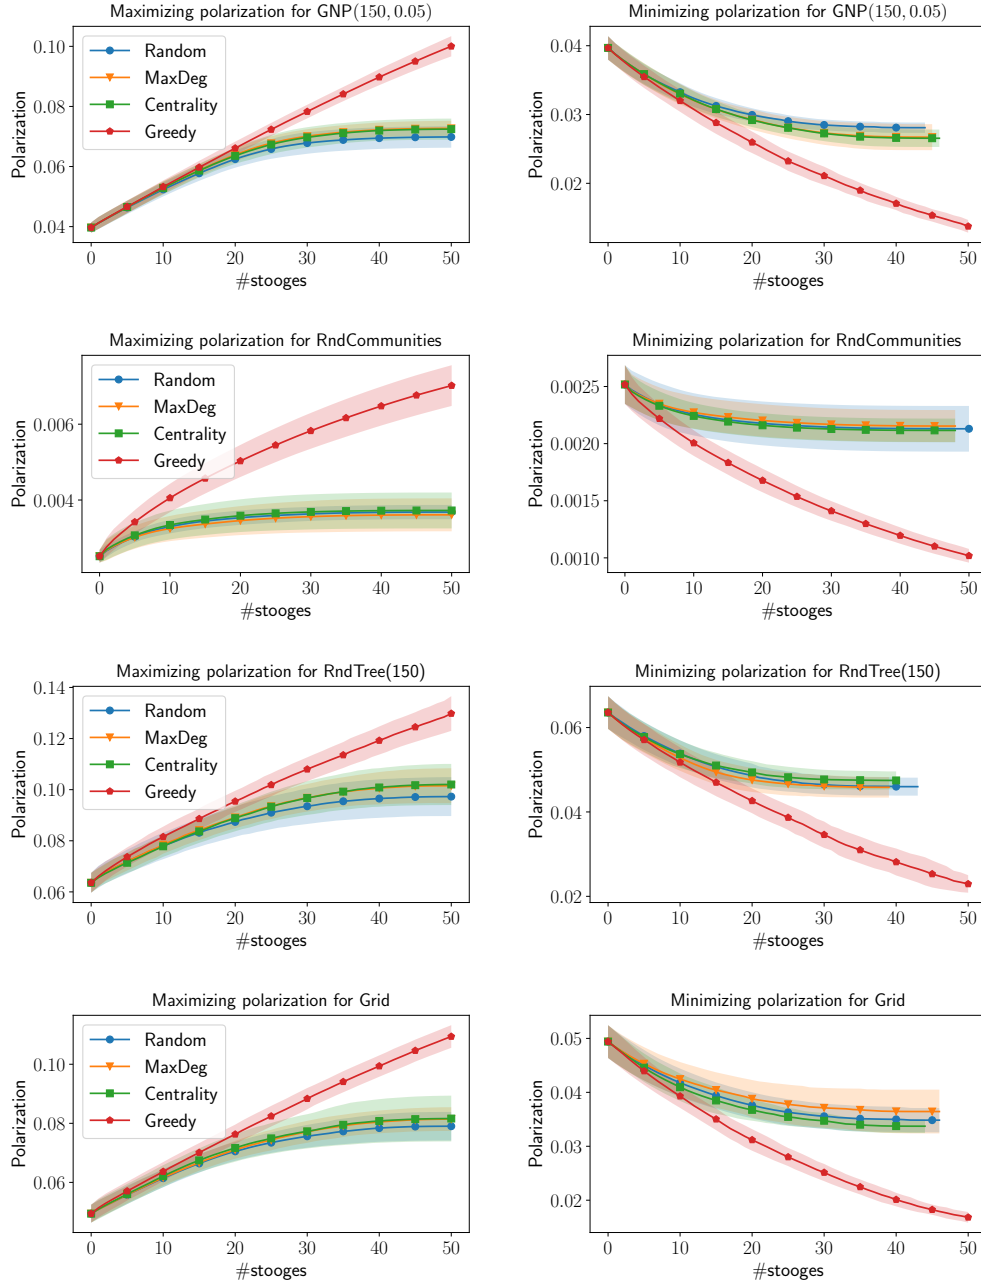 Maximizing polarization for GNP(150, 0.05)
Polarization
0.10
0.08
0.06
0.04
Random
MaxDeg
Centrality
Greedy
0 10 20 30 40 50
#stooges
Minimizing polarization for GNP(150, 0.05)
Polarization
0.04
0.03
0.02
0 10 20 30 40 50
#stooges
Maximizing polarization for RndCommunities
Polarization
0.006
0.004
Random
MaxDeg
Centrality
Greedy
0 10 20 30 40 50
#stooges
Minimizing polarization for RndCommunities
Polarization
0.0025
0.0020
0.0015
0.0010
0 10 20 30 40 50
#stooges
Maximizing polarization for RndTree(150)
Polarization
0.14
0.12
0.10
0.08
0.06
Random
MaxDeg
Centrality
Greedy
0 10 20 30 40 50
#stooges
Minimizing polarization for RndTree(150)
Polarization
0.06
0.04
0.02
0 10 20 30 40 50
#stooges
Maximizing polarization for Grid
Polarization
0.10
0.08
0.06
Random
MaxDeg
Centrality
Greedy
0 10 20 30 40 50
#stooges
Minimizing polarization for Grid
Polarization
0.05
0.04
0.03
0.02
0 10 20 30 40 50
#stooges